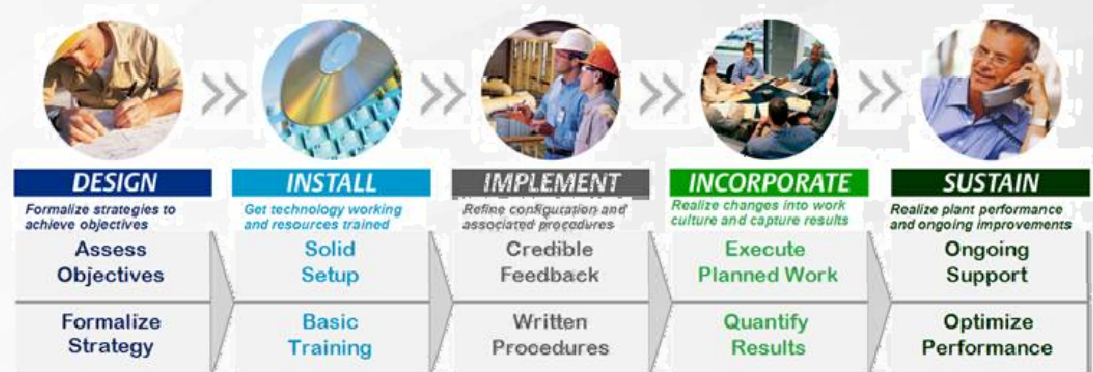 DESIGN
Formalize strategies to
achieve objectives
Assess
Objectives
Formalize
Strategy
INSTALL
Get technology working
and resources trained
Solid
Setup
Basic
Training
IMPLEMENT
Refine configuration and
associated procedures
Credible
Feedback
Written
Procedures
INCORPORATE
Realize changes into work
culture and capture results
Execute
Planned Work
Quantify
Results
SUSTAIN
Realize plant performance
and ongoing improvements
Ongoing
Support
Optimize
Performance